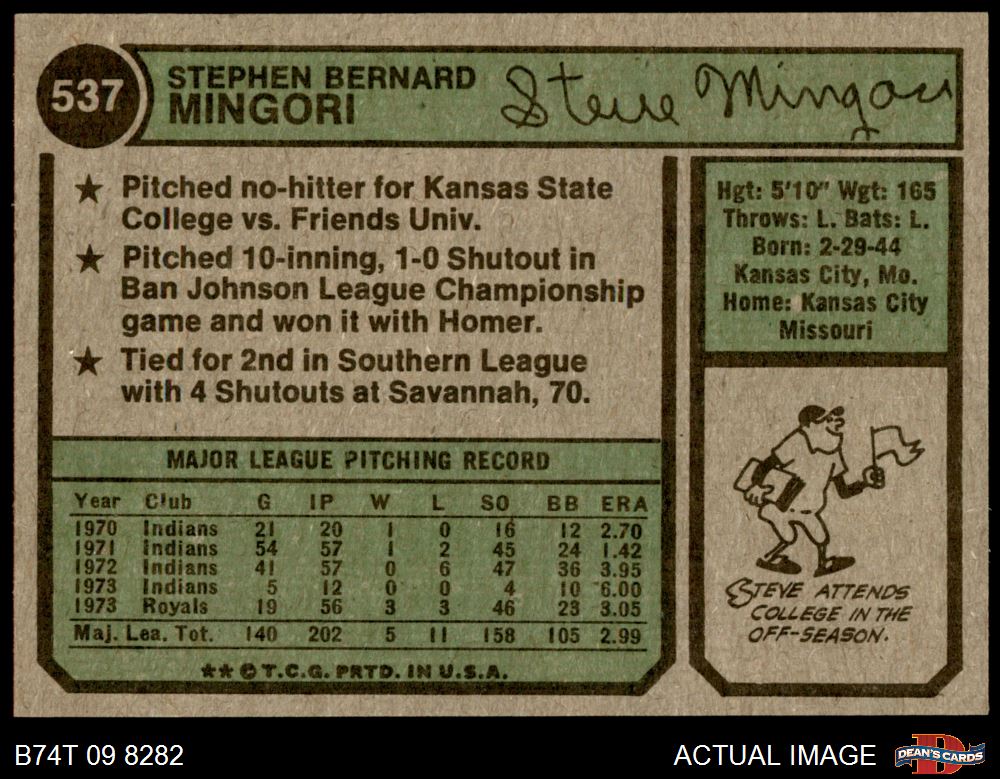 537
STEPHEN BERNARD
MINGORI
Steve Mingori
★ Pitched no-hitter for Kansas State
College vs. Friends Univ.
★ Pitched 10-inning, 1-0 Shutout in
Ban Johnson League Championship
game and won it with Homer.
★ Tied for 2nd in Southern League
with 4 Shutouts at Savannah, 70.
Hgt: 5'10" Wgt: 165
Throws: L. Bats: L.
Born: 2-29-44
Kansas City, Mo.
Home: Kansas City
Missouri
MAJOR LEAGUE PITCHING RECORD
Year Club G IP W L SO BB ERA
1970 Indians 21 20 1 0 16 12 2.70
1971 Indians 54 57 1 2 45 24 1.42
1972 Indians 41 57 0 6 47 36 3.95
1973 Indians 5 12 0 0 4 10 6.00
1973 Royals 19 56 3 3 46 23 3.05
Maj. Lea. Tot. 140 202 5 11 158 105 2.99
★★ © T.C.G. PRTD. IN U.S.A.
STEVE ATTENDS
COLLEGE IN THE
OFF-SEASON.
B74T 09 8282
ACTUAL IMAGE
DEAN'S CARDS